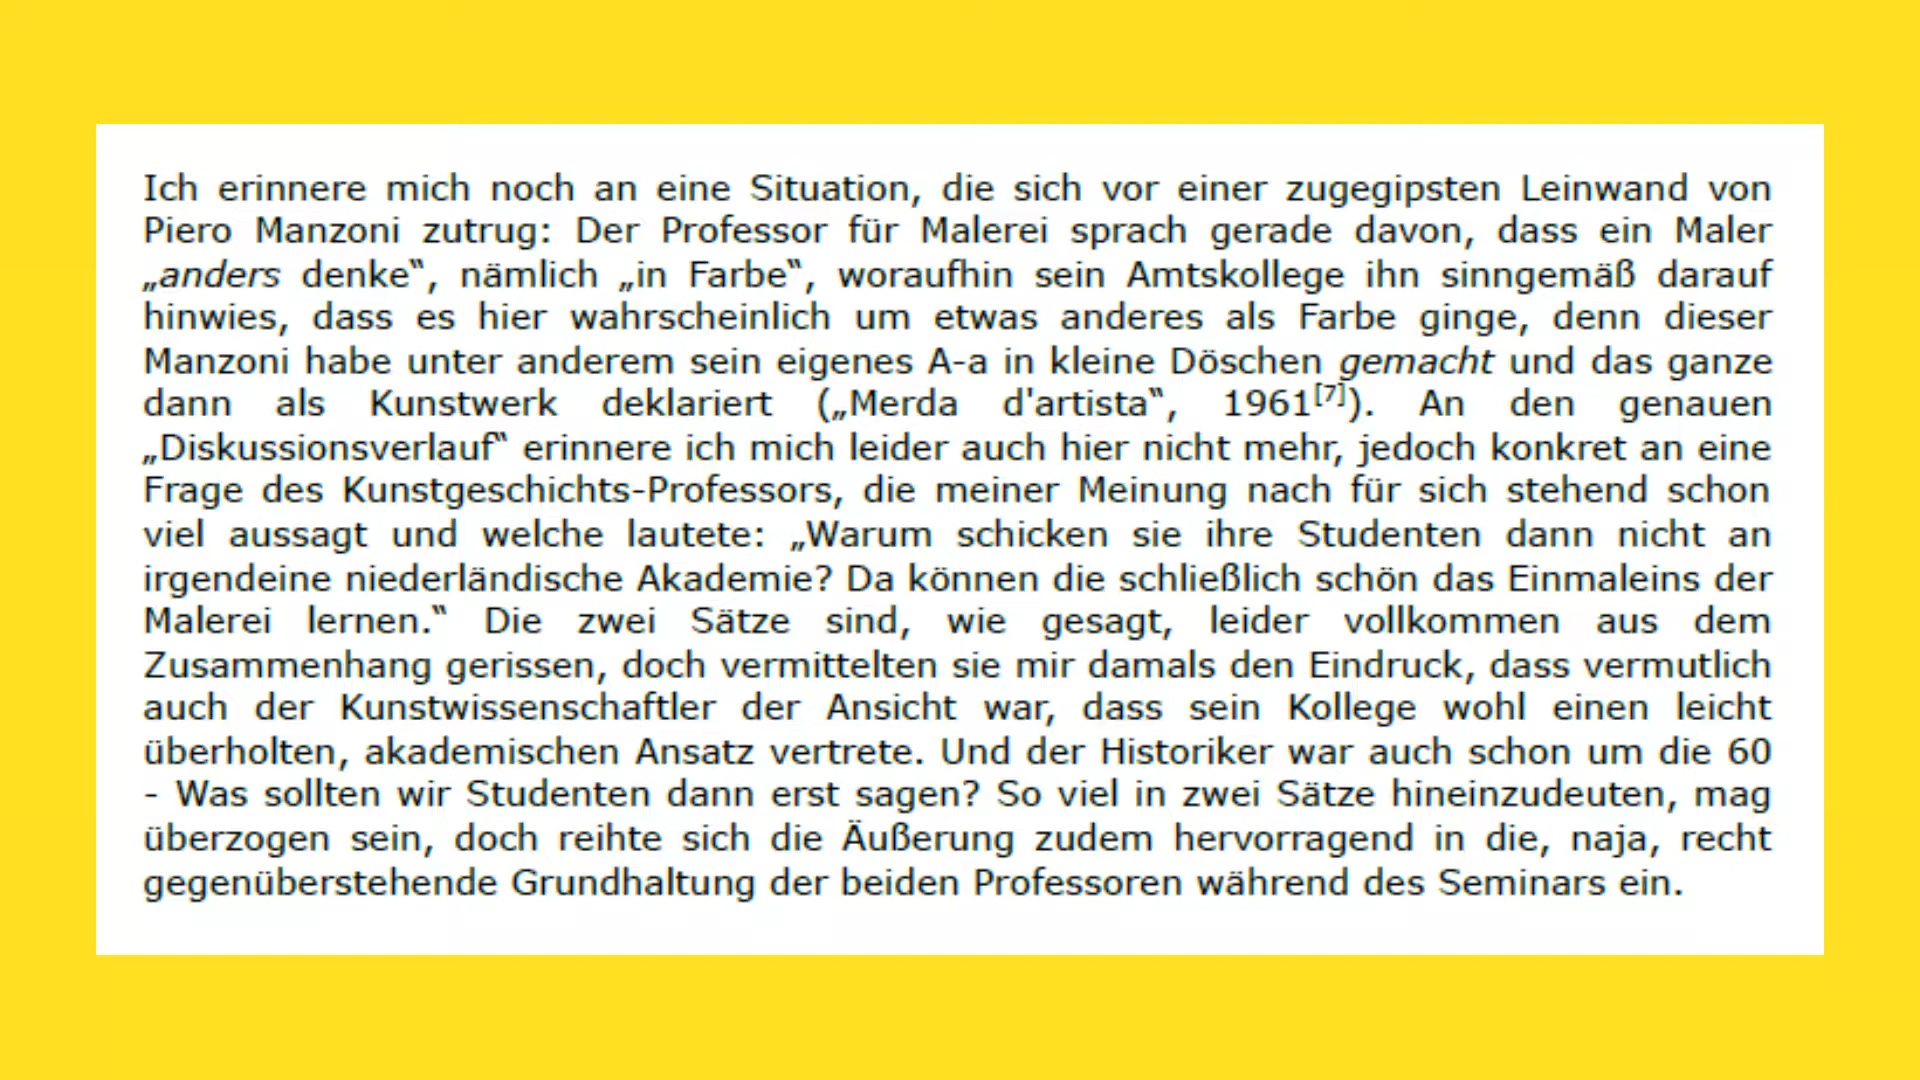 Ich erinnere mich noch an eine Situation, die sich vor einer zugegipsten Leinwand von
Piero Manzoni zutrug: Der Professor für Malerei sprach gerade davon, dass ein Maler
„anders denke“, nämlich „in Farbe“, woraufhin sein Amtskollege ihn sinngemäß darauf
hinwies, dass es hier wahrscheinlich um etwas anderes als Farbe ginge, denn dieser
Manzoni habe unter anderem sein eigenes A-a in kleine Döschen gemacht und das ganze
dann als Kunstwerk deklariert („Merda d'artista“, 1961[7]). An den genauen
„Diskussionsverlauf“ erinnere ich mich leider auch hier nicht mehr, jedoch konkret an eine
Frage des Kunstgeschichts-Professors, die meiner Meinung nach für sich stehend schon
viel aussagt und welche lautete: „Warum schicken sie ihre Studenten dann nicht an
irgendeine niederländische Akademie? Da können die schließlich schön das Einmaleins der
Malerei lernen.“ Die zwei Sätze sind, wie gesagt, leider vollkommen aus dem
Zusammenhang gerissen, doch vermittelten sie mir damals den Eindruck, dass vermutlich
auch der Kunstwissenschaftler der Ansicht war, dass sein Kollege wohl einen leicht
überholten, akademischen Ansatz vertrete. Und der Historiker war auch schon um die 60
- Was sollten wir Studenten dann erst sagen? So viel in zwei Sätze hineinzudeuten, mag
überzogen sein, doch reihte sich die Äußerung zudem hervorragend in die, naja, recht
gegenüberstehende Grundhaltung der beiden Professoren während des Seminars ein.